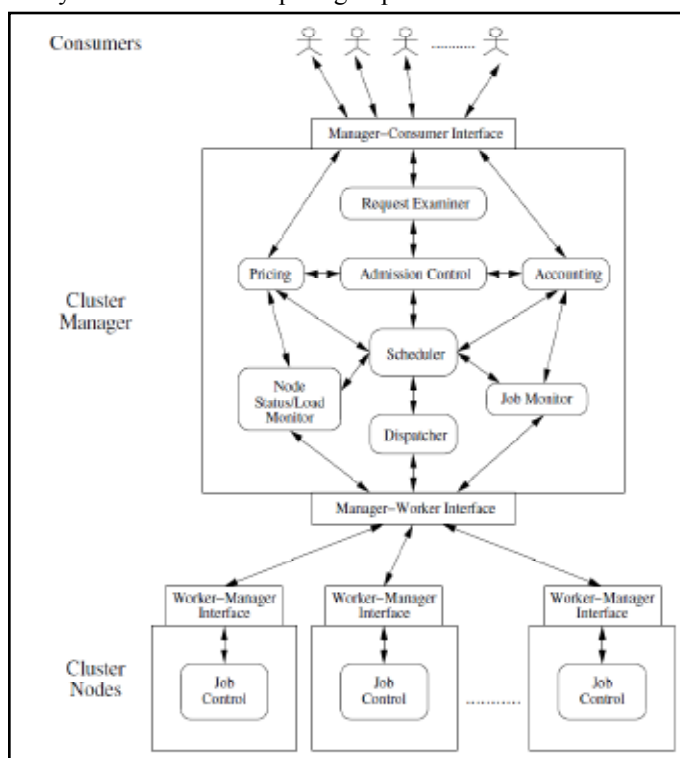 Consumers
Manager–Consumer Interface
Request Examiner
Pricing
Admission Control
Accounting
Cluster
Manager
Scheduler
Node
Status/Load
Monitor
Job Monitor
Dispatcher
Manager–Worker Interface
Worker–Manager
Interface
Worker–Manager
Interface
Worker–Manager
Interface
Cluster
Nodes
Job
Control
Job
Control
Job
Control